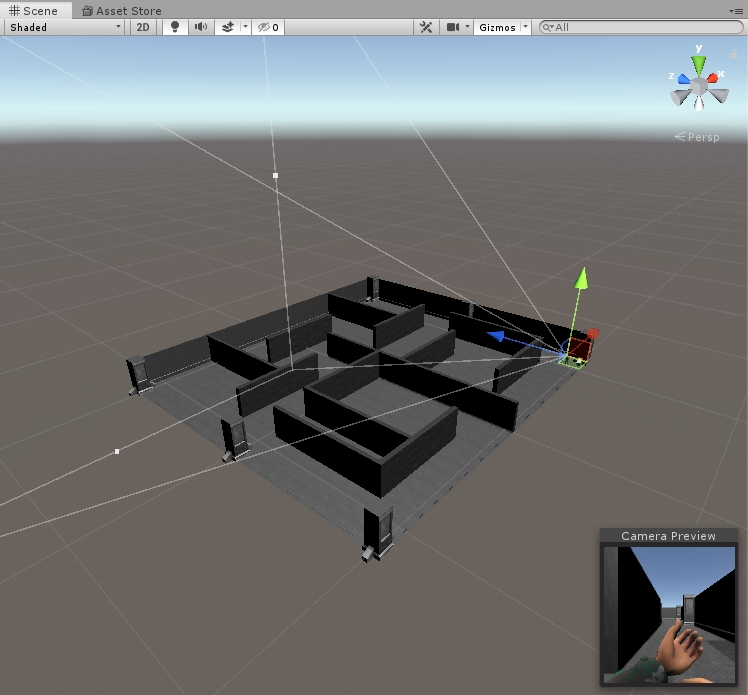 Scene Asset Store
Shaded 2D 0 Gizmos All
y
z x
Persp
Camera Preview